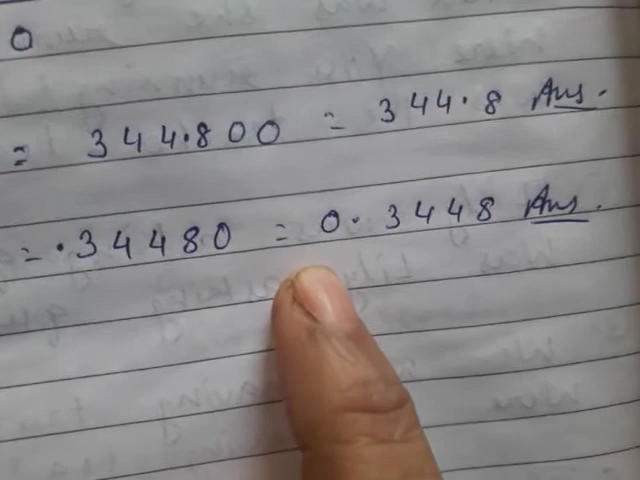 0
= 344.800 = 344.8 Ans.
= .34480 = 0.3448 Ans.